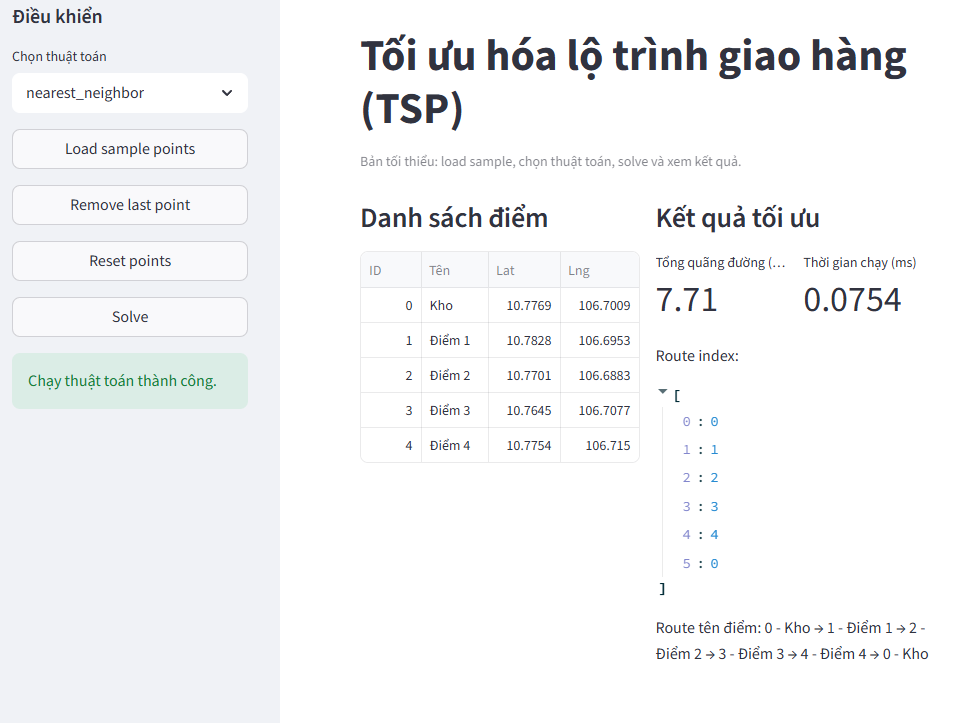 Điều khiển
Chọn thuật toán
nearest_neighbor
Load sample points
Remove last point
Reset points
Solve
Chạy thuật toán thành công.
Tối ưu hóa lộ trình giao hàng
(TSP)
Bản tối thiểu: load sample, chọn thuật toán, solve và xem kết quả.
Danh sách điểm
ID Tên Lat Lng
0 Kho 10.7769 106.7009
1 Điểm 1 10.7828 106.6953
2 Điểm 2 10.7701 106.6883
3 Điểm 3 10.7645 106.7077
4 Điểm 4 10.7754 106.715
Kết quả tối ưu
Tổng quãng đường (... Thời gian chạy (ms)
7.71 0.0754
Route index:
[
0 : 0
1 : 1
2 : 2
3 : 3
4 : 4
5 : 0
]
Route tên điểm: 0 - Kho → 1 - Điểm 1 → 2 -
Điểm 2 → 3 - Điểm 3 → 4 - Điểm 4 → 0 - Kho